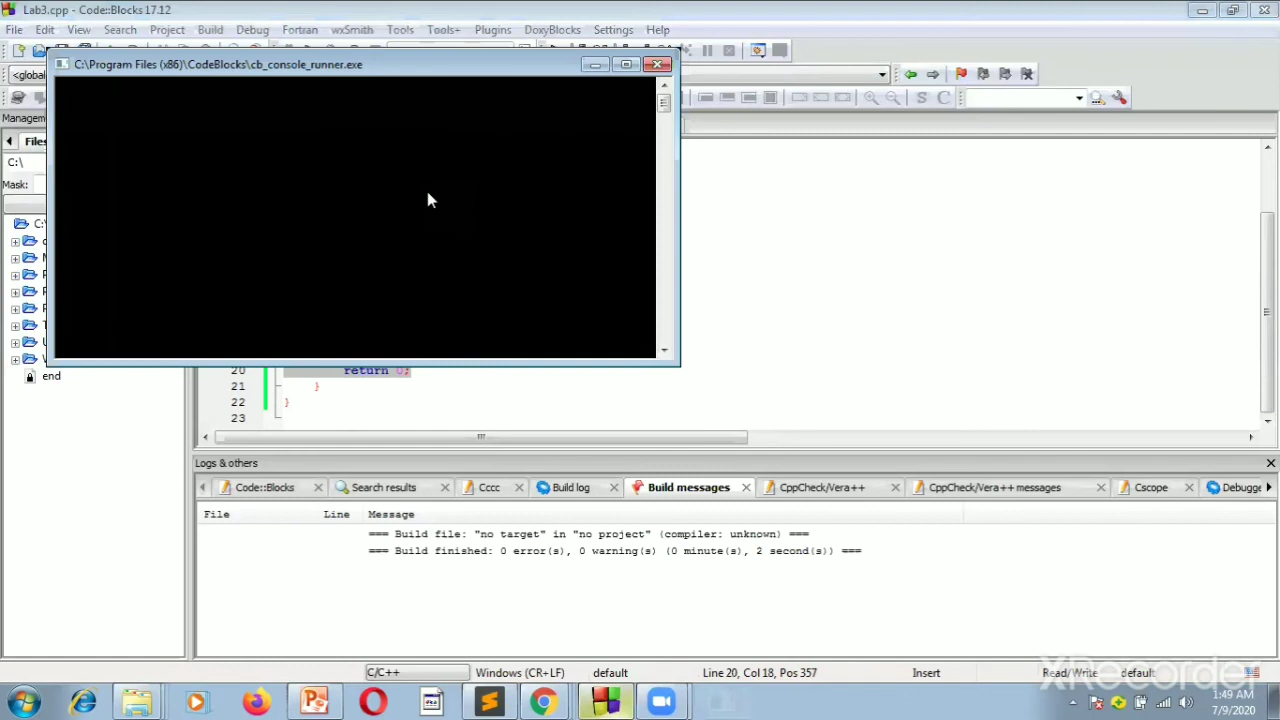 Lab3.cpp - Code::Blocks 17.12
File Edit View Search Project Build Debug Fortran wxSmith Tools Tools+ Plugins DoxyBlocks Settings Help
C:\Program Files (x86)\CodeBlocks\cb_console_runner.exe
<global
S C
Managem
Files
C:\
Mask:
C:\
end
20 return 0;
21 }
22 }
23
Logs & others
Code::Blocks Search results Cccc Build log Build messages CppCheck/Vera++ CppCheck/Vera++ messages Cscope Debugge
File Line Message
=== Build file: "no target" in "no project" (compiler: unknown) ===
=== Build finished: 0 error(s), 0 warning(s) (0 minute(s), 2 second(s)) ===
C/C++ Windows (CR+LF) default Line 20, Col 18, Pos 357 Insert Read/Write default
XRecorder
1:49 AM
7/9/2020